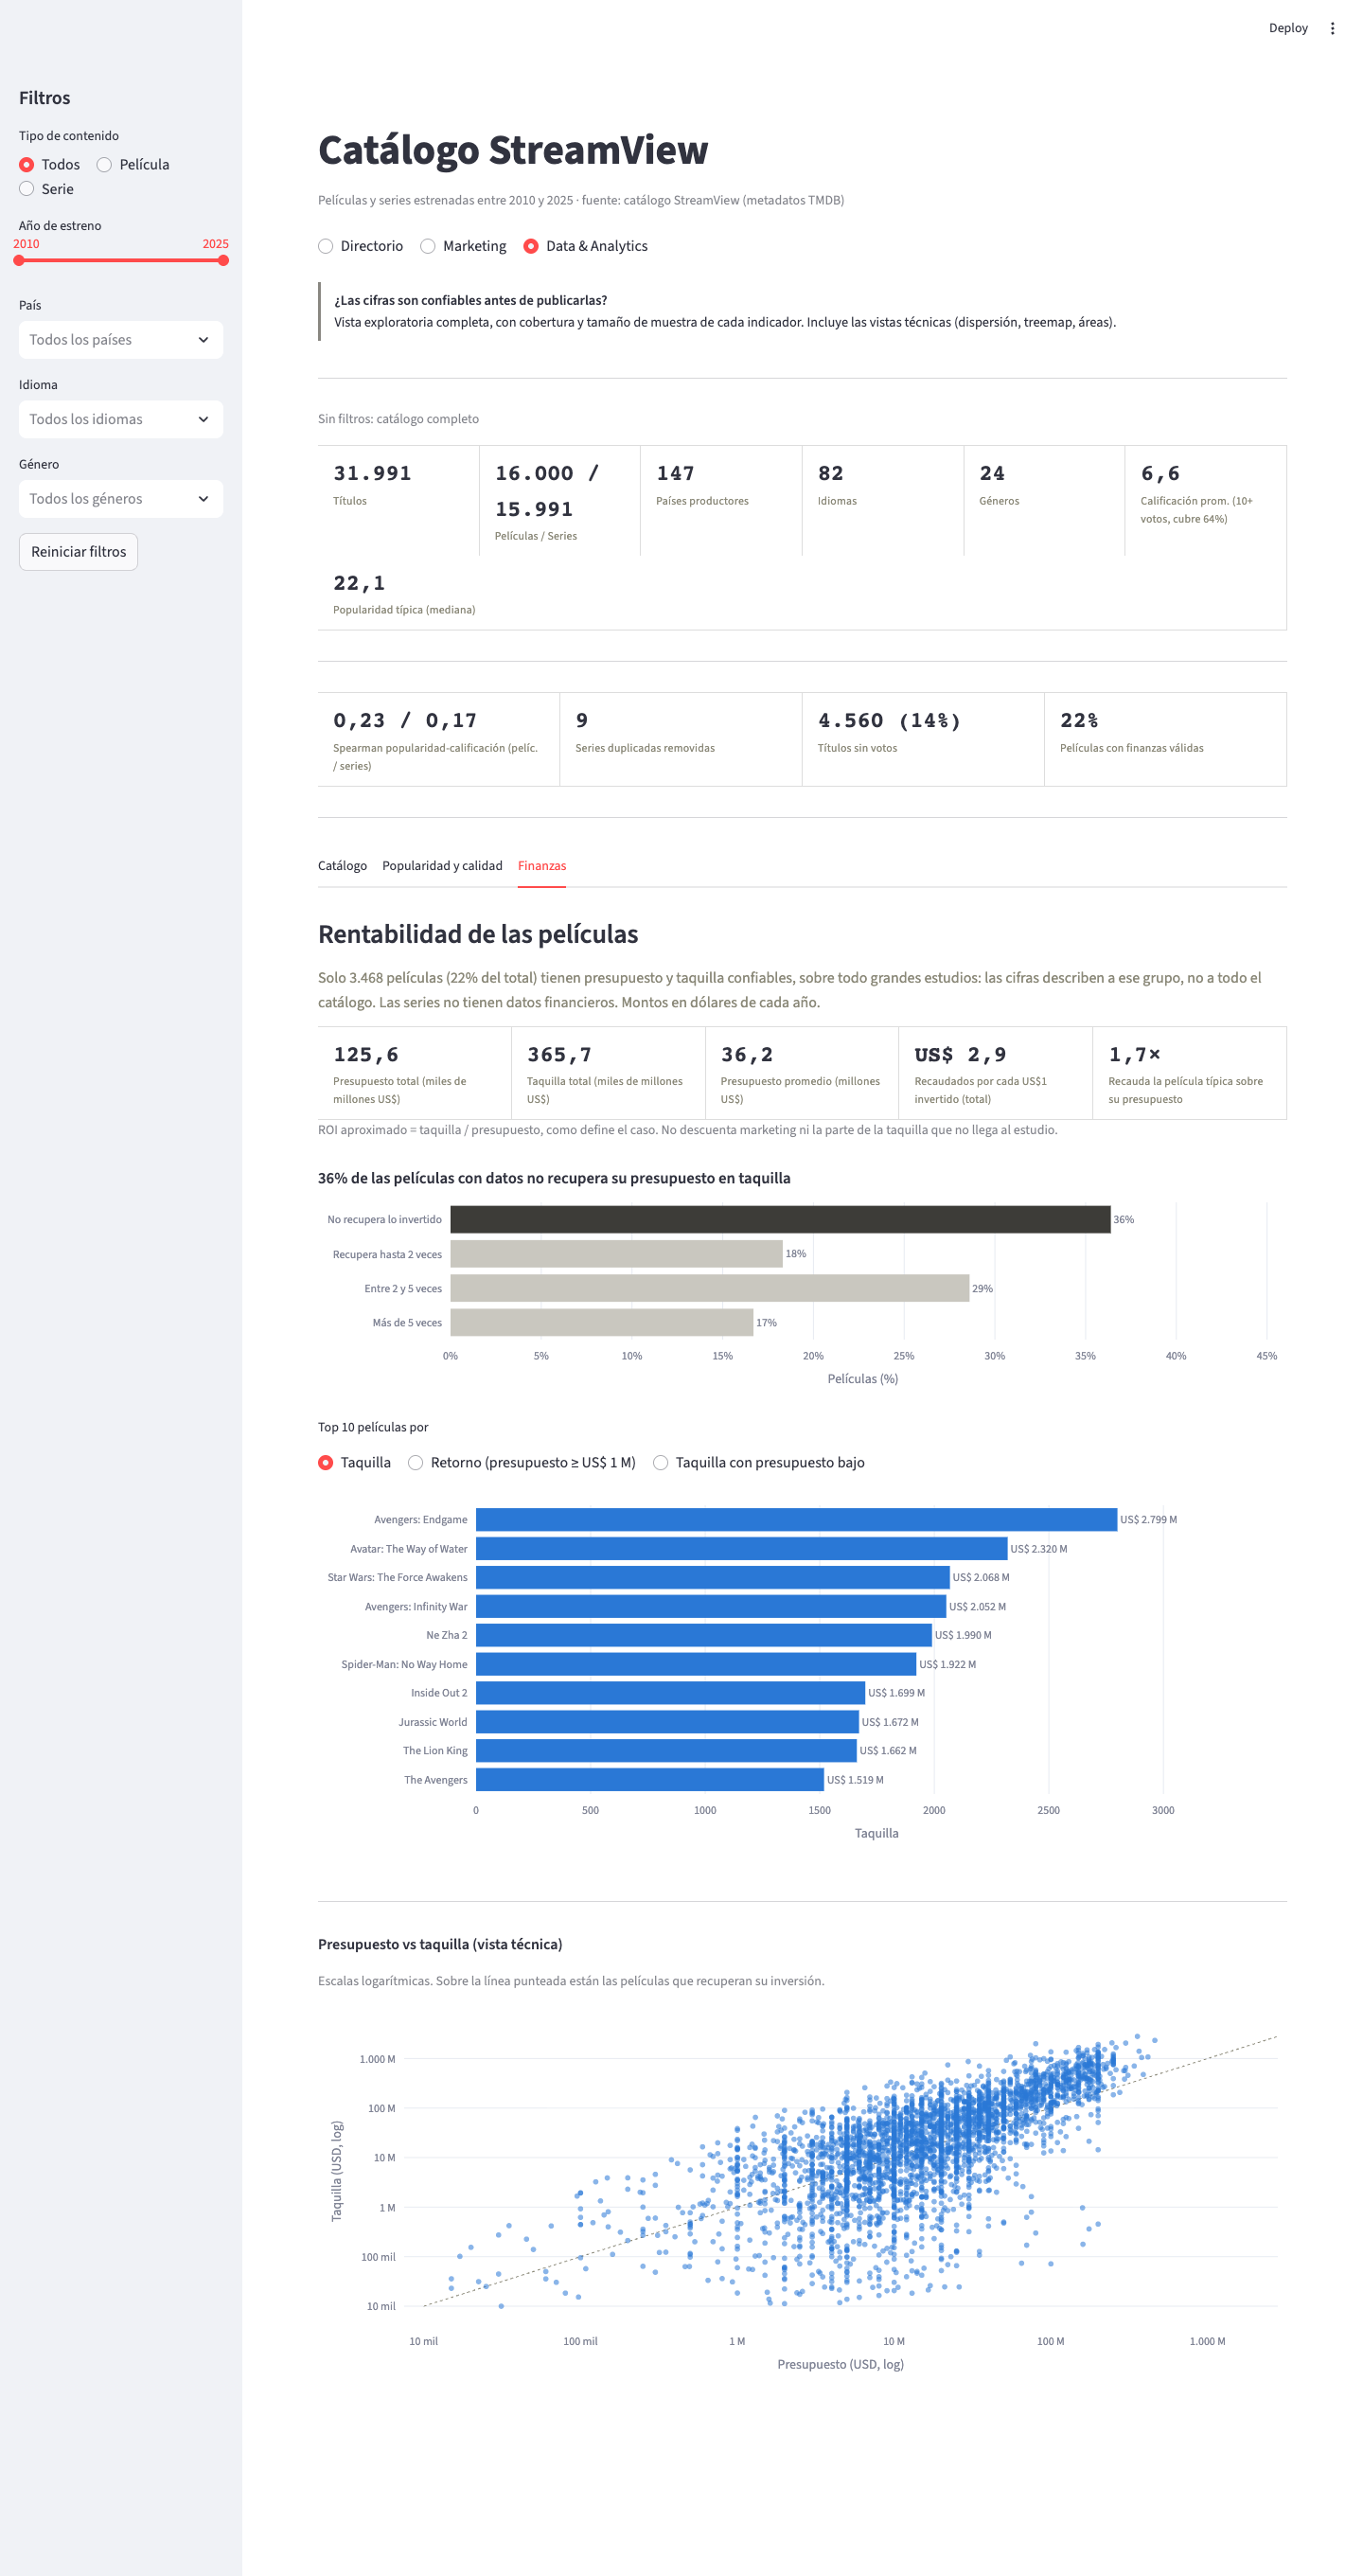 Deploy
Filtros
Tipo de contenido
Todos Película
Serie
Año de estreno
2010 2025
País
Todos los países
Idioma
Todos los idiomas
Género
Todos los géneros
Reiniciar filtros
Catálogo StreamView
Películas y series estrenadas entre 2010 y 2025 · fuente: catálogo StreamView (metadatos TMDB)
Directorio Marketing Data & Analytics
¿Las cifras son confiables antes de publicarlas?
Vista exploratoria completa, con cobertura y tamaño de muestra de cada indicador. Incluye las vistas técnicas (dispersión, treemap, áreas).
Sin filtros: catálogo completo
31.991
Títulos
16.000 /
15.991
Películas / Series
147
Países productores
82
Idiomas
24
Géneros
6,6
Calificación prom. (10+
votos, cubre 64%)
22,1
Popularidad típica (mediana)
0,23 / 0,17
Spearman popularidad-calificación (pelíc.
/ series)
9
Series duplicadas removidas
4.560 (14%)
Títulos sin votos
22%
Películas con finanzas válidas
Catálogo Popularidad y calidad Finanzas
Rentabilidad de las películas
Solo 3.468 películas (22% del total) tienen presupuesto y taquilla confiables, sobre todo grandes estudios: las cifras describen a ese grupo, no a todo el
catálogo. Las series no tienen datos financieros. Montos en dólares de cada año.
125,6
Presupuesto total (miles de
millones US$)
365,7
Taquilla total (miles de millones
US$)
36,2
Presupuesto promedio (millones
US$)
US$ 2,9
Recaudados por cada US$1
invertido (total)
1,7×
Recauda la película típica sobre
su presupuesto
ROI aproximado = taquilla / presupuesto, como define el caso. No descuenta marketing ni la parte de la taquilla que no llega al estudio.
36% de las películas con datos no recupera su presupuesto en taquilla
No recupera lo invertido 36%
Recupera hasta 2 veces 18%
Entre 2 y 5 veces 29%
Más de 5 veces 17%
0% 5% 10% 15% 20% 25% 30% 35% 40% 45%
Películas (%)
Top 10 películas por
Taquilla Retorno (presupuesto ≥ US$ 1 M) Taquilla con presupuesto bajo
Avengers: Endgame US$ 2.799 M
Avatar: The Way of Water US$ 2.320 M
Star Wars: The Force Awakens US$ 2.068 M
Avengers: Infinity War US$ 2.052 M
Ne Zha 2 US$ 1.990 M
Spider-Man: No Way Home US$ 1.922 M
Inside Out 2 US$ 1.699 M
Jurassic World US$ 1.672 M
The Lion King US$ 1.662 M
The Avengers US$ 1.519 M
0 500 1000 1500 2000 2500 3000
Taquilla
Presupuesto vs taquilla (vista técnica)
Escalas logarítmicas. Sobre la línea punteada están las películas que recuperan su inversión.
Taquilla (USD, log)
1.000 M
100 M
10 M
1 M
100 mil
10 mil
10 mil 100 mil 1 M 10 M 100 M 1.000 M
Presupuesto (USD, log)